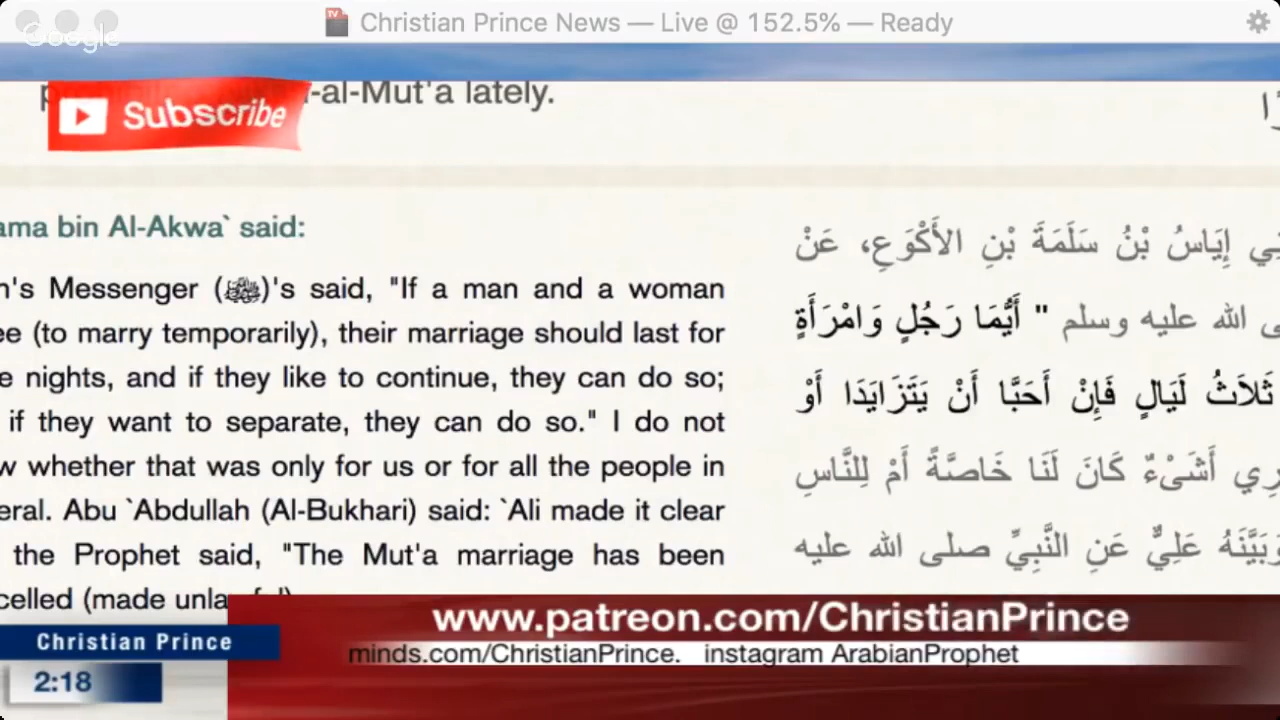 Christian Prince News — Live @ 152.5% — Ready
Google
-al-Mut'a lately.
Subscribe
ama bin Al-Akwa` said:
n's Messenger (ﷺ)'s said, "If a man and a woman
ee (to marry temporarily), their marriage should last for
e nights, and if they like to continue, they can do so;
if they want to separate, they can do so." I do not
w whether that was only for us or for all the people in
eral. Abu `Abdullah (Al-Bukhari) said: `Ali made it clear
the Prophet said, "The Mut'a marriage has been
celled (made unla
ني إِيَاسُ بْنُ سَلَمَةَ بْنِ الأَكْوَعِ، عَنْ
ى الله عليه وسلم " أَيُّمَا رَجُلٍ وَامْرَأَةٍ
ثَلاَثُ لَيَالٍ فَإِنْ أَحَبَّا أَنْ يَتَزَايَدَا أَوْ
رِي أَشَىْءٌ كَانَ لَنَا خَاصَّةً أَمْ لِلنَّاسِ
وَبَيَّنَهُ عَلِيٌّ عَنِ النَّبِيِّ صلى الله عليه
www.patreon.com/ChristianPrince
Christian Prince
minds.com/ChristianPrince. instagram ArabianProphet
2:18